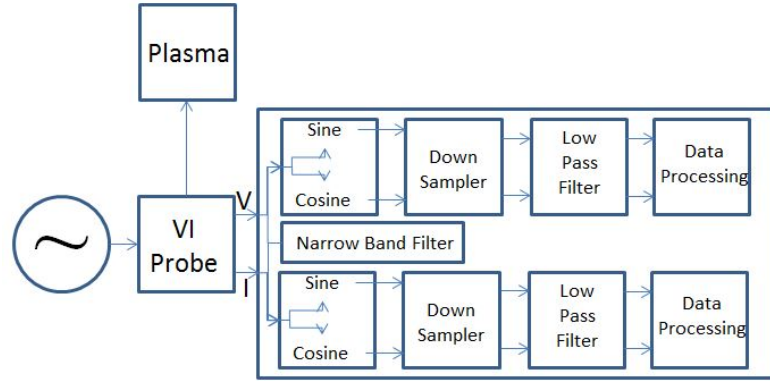 Plasma
VI
Probe
V
I
Sine
Cosine
Down
Sampler
Low
Pass
Filter
Data
Processing
Narrow Band Filter
Sine
Cosine
Down
Sampler
Low
Pass
Filter
Data
Processing